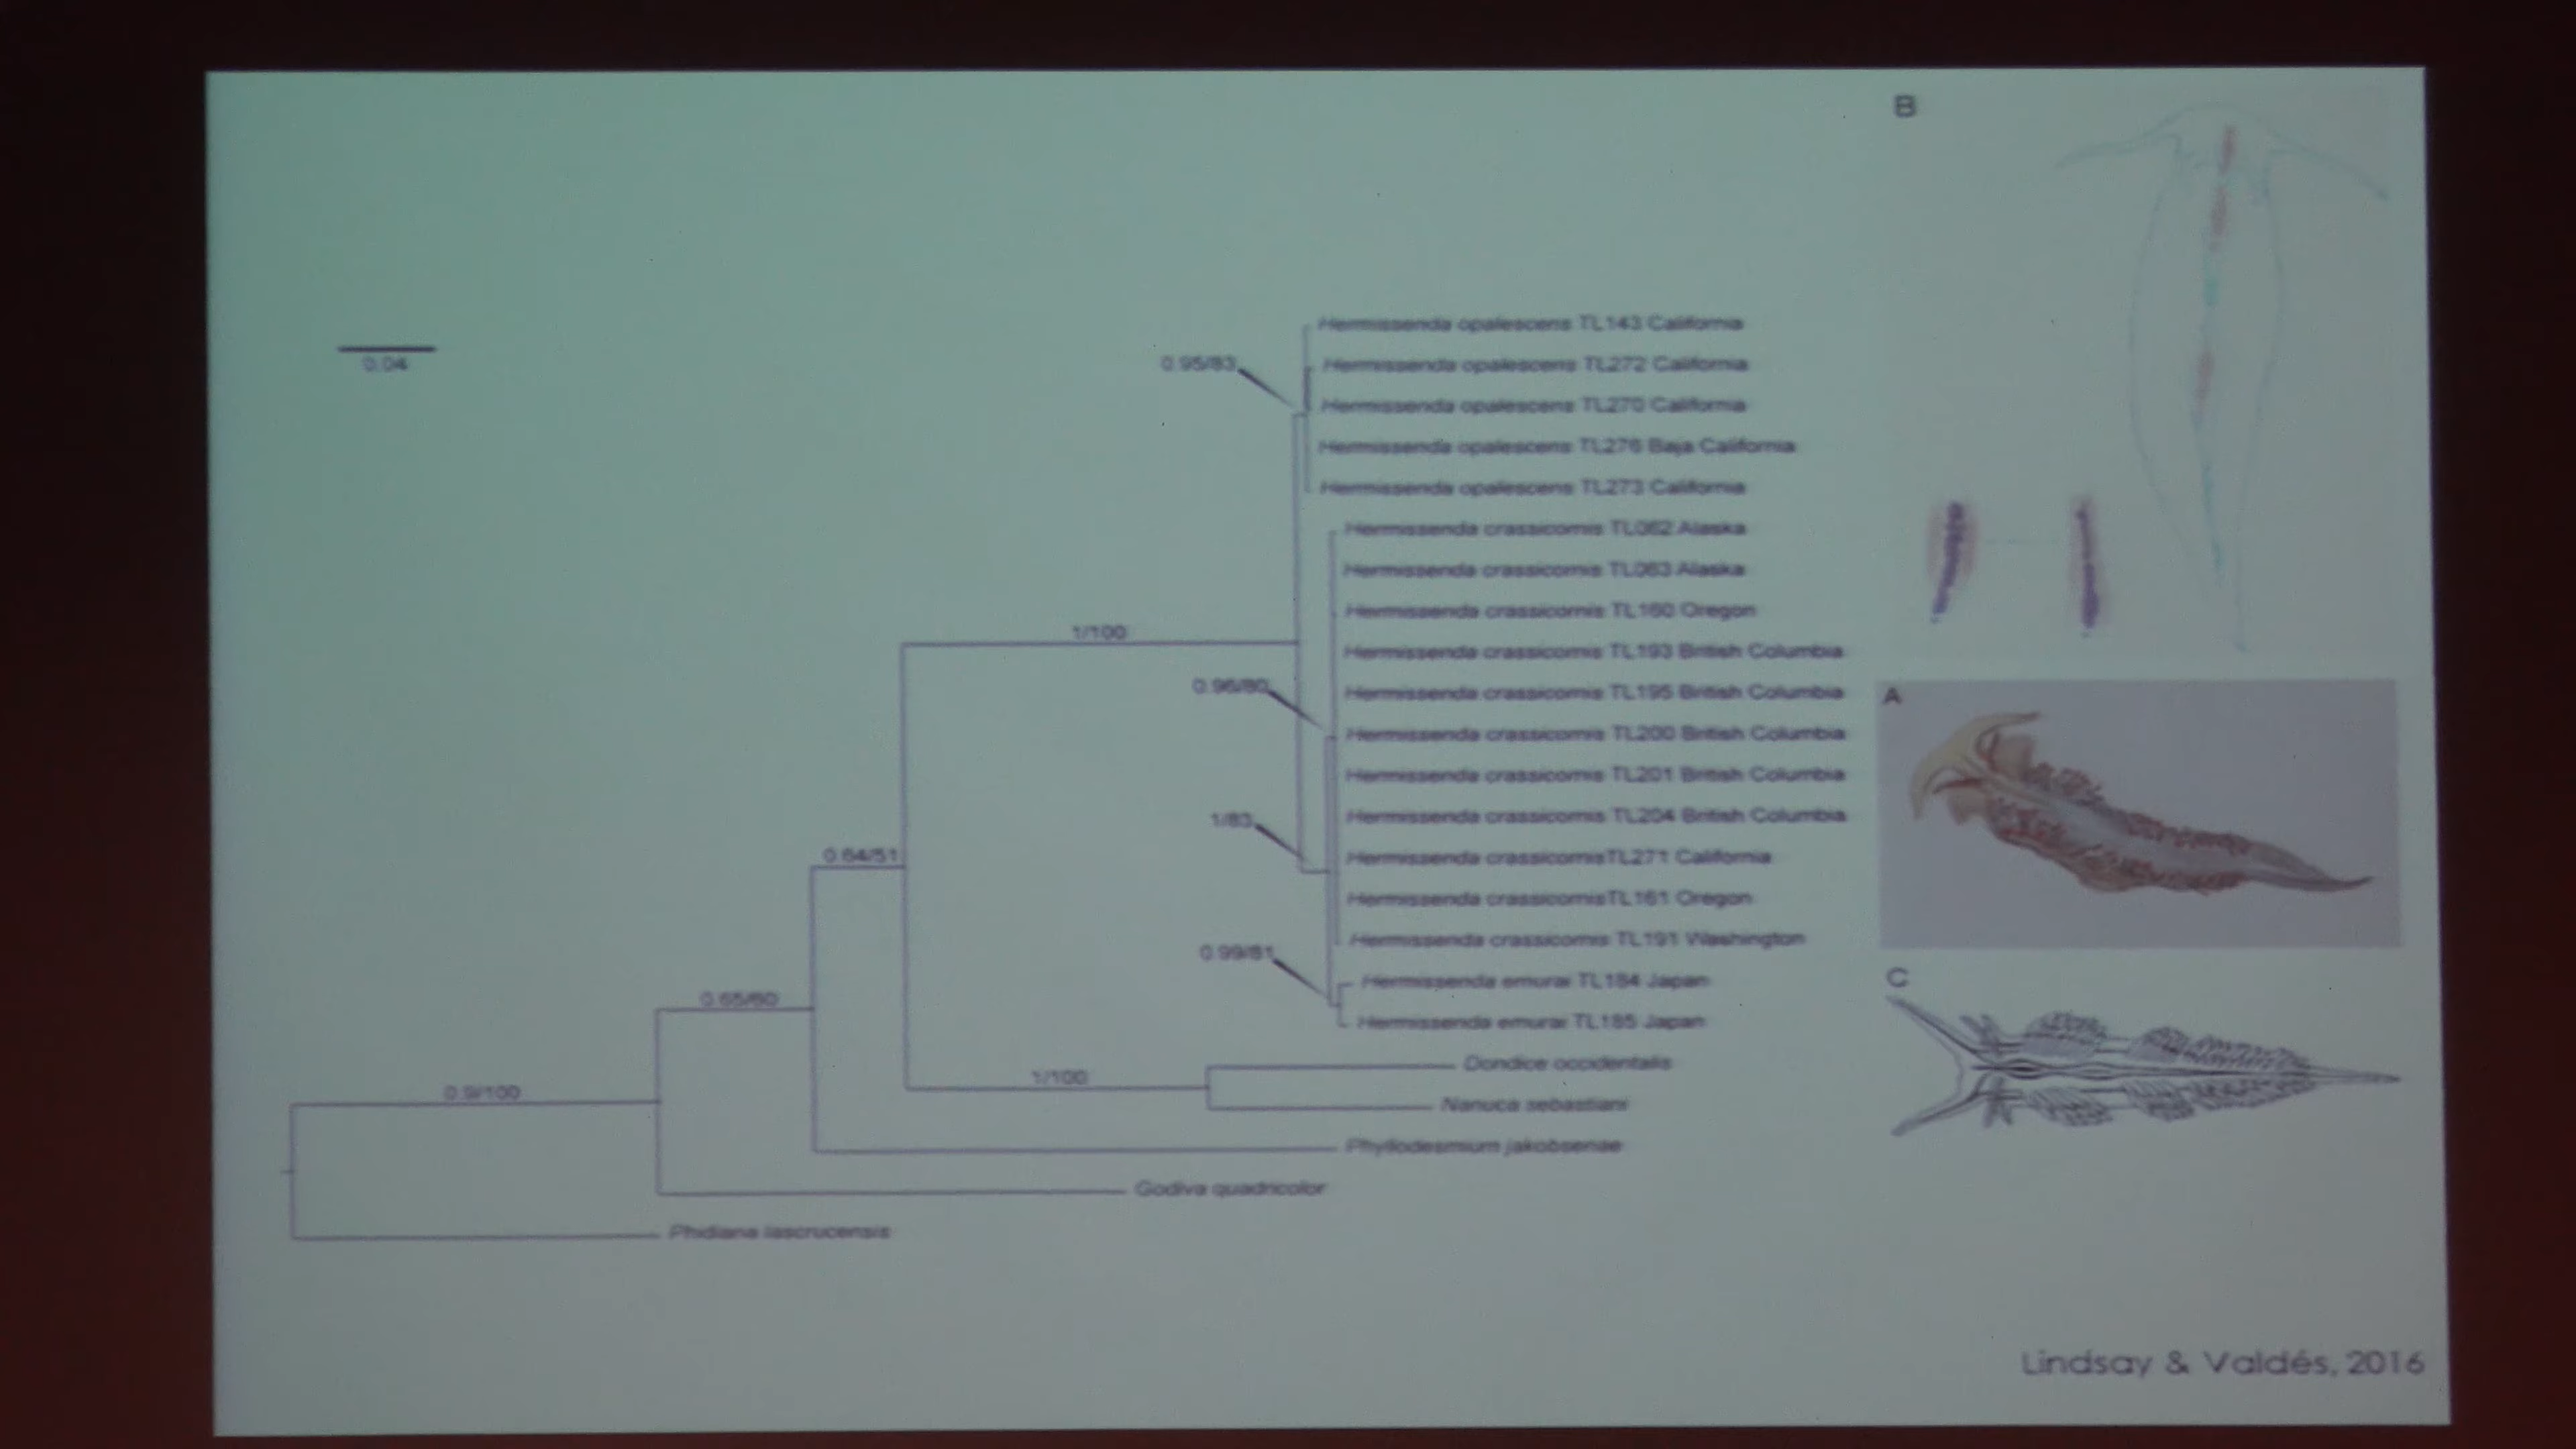 B
0.04
Hermissenda opalescens TL143 California
0.95/83
Hermissenda opalescens TL272 California
Hermissenda opalescens TL270 California
Hermissenda opalescens TL276 Baja California
Hermissenda opalescens TL273 California
Hermissenda crassicornis TL062 Alaska
Hermissenda crassicornis TL063 Alaska
Hermissenda crassicornis TL160 Oregon
1/100
Hermissenda crassicornis TL193 British Columbia
0.96/80
Hermissenda crassicornis TL195 British Columbia
A
Hermissenda crassicornis TL200 British Columbia
Hermissenda crassicornis TL201 British Columbia
1/83
Hermissenda crassicornis TL204 British Columbia
0.64/51
Hermissenda crassicornisTL271 California
Hermissenda crassicornisTL161 Oregon
Hermissenda crassicornis TL191 Washington
0.99/81
Hermissenda emurai TL184 Japan
C
0.65/60
Hermissenda emurai TL185 Japan
Dondice occidentalis
1/100
0.9/100
Nanuca sebastiani
Phyllodesmium jakobsenae
Godiva quadricolor
Phidiana lascrucensis
Lindsay & Valdés, 2016